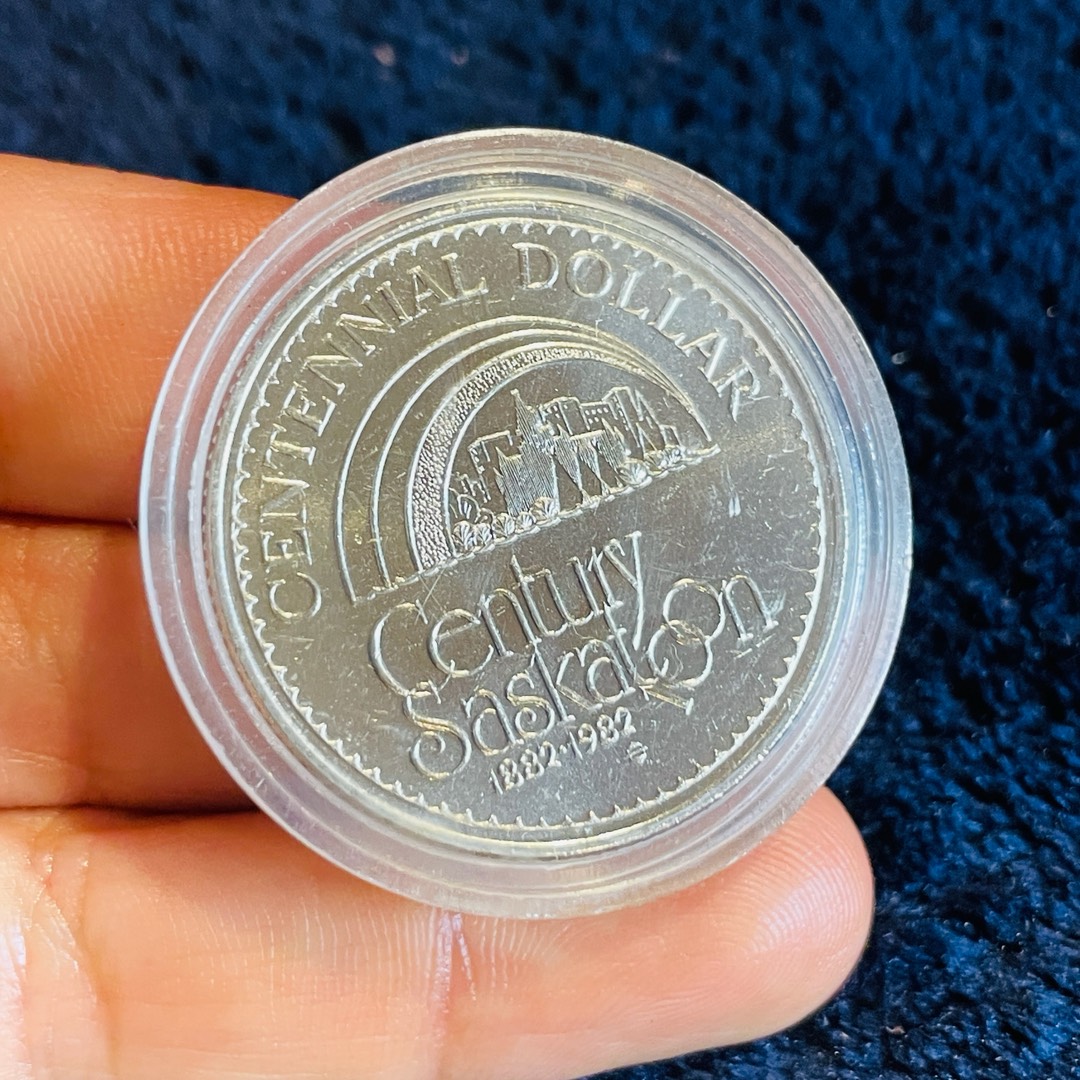 CENTENNIAL DOLLAR
Century
Saskatoon
1882·1982